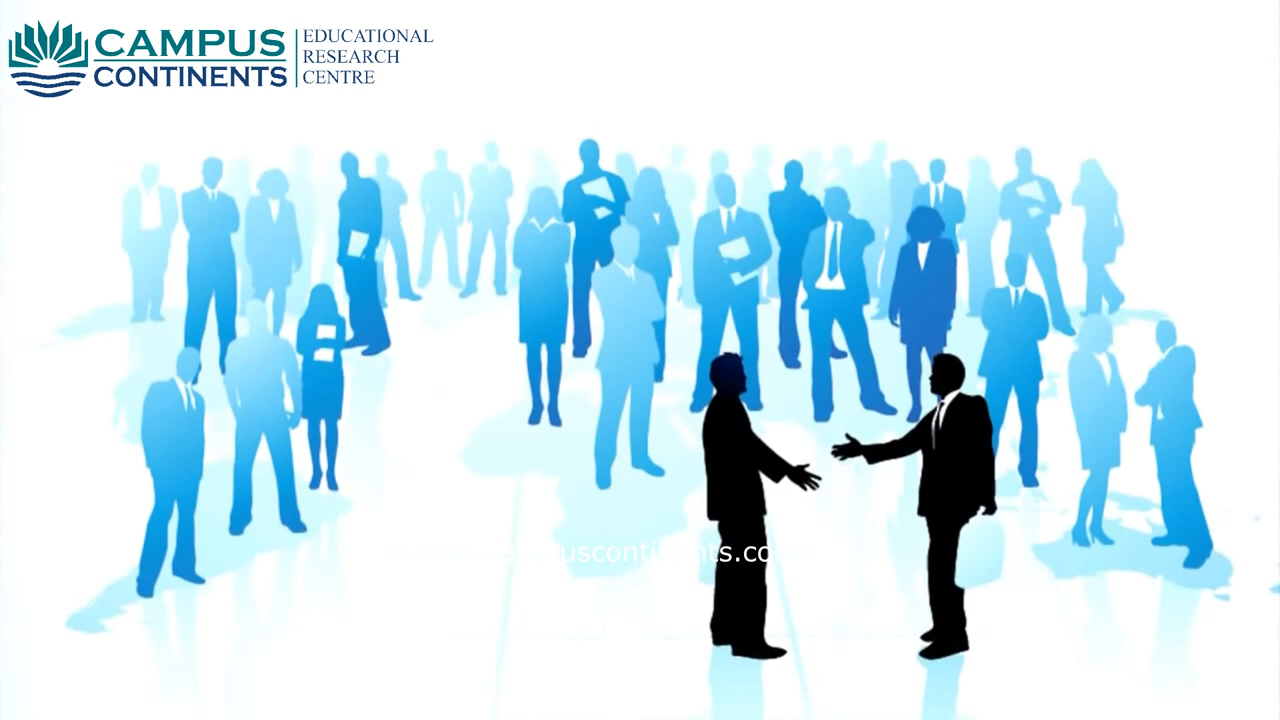 CAMPUS
CONTINENTS
EDUCATIONAL
RESEARCH
CENTRE